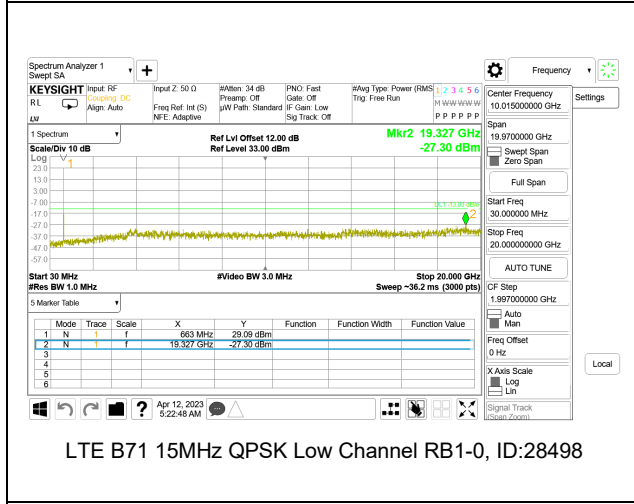 Spectrum Analyzer 1
Swept SA
+
Frequency
KEYSIGHT
Input: RF
Input Z: 50 Ω
#Atten: 34 dB
PNO: Fast
#Avg Type: Power (RMS
1 2 3 4 5 6
RL
Coupling: DC
Preamp: Off
Gate: Off
Trig: Free Run
M W W W W W
Align: Auto
Freq Ref: Int (S)
µW Path: Standard
IF Gain: Low
P P P P P P
LXI
NFE: Adaptive
Sig Track: Off
Center Frequency
10.015000000 GHz
Settings
Span
19.9700000 GHz
Swept Span
Zero Span
Full Span
Start Freq
30.000000 MHz
Stop Freq
20.000000000 GHz
AUTO TUNE
CF Step
1.997000000 GHz
Auto
Man
Freq Offset
0 Hz
X Axis Scale
Log
Lin
Signal Track
(Span Zoom)
Local
1 Spectrum
Ref Lvl Offset 12.00 dB
Mkr2 19.327 GHz
Scale/Div 10 dB
Ref Level 33.00 dBm
-27.30 dBm
Log
1
23.0
13.0
3.00
-7.00
DL1 -13.00 dBm
-17.0
2
-27.0
-37.0
-47.0
-57.0
Start 30 MHz
#Video BW 3.0 MHz
Stop 20.000 GHz
#Res BW 1.0 MHz
Sweep ~36.2 ms (3000 pts)
5 Marker Table
Mode Trace Scale X Y Function Function Width Function Value
1 N 1 f 663 MHz 29.09 dBm
2 N 1 f 19.327 GHz -27.30 dBm
3
4
5
6
?
Apr 12, 2023
5:22:48 AM
LTE B71 15MHz QPSK Low Channel RB1-0, ID:28498